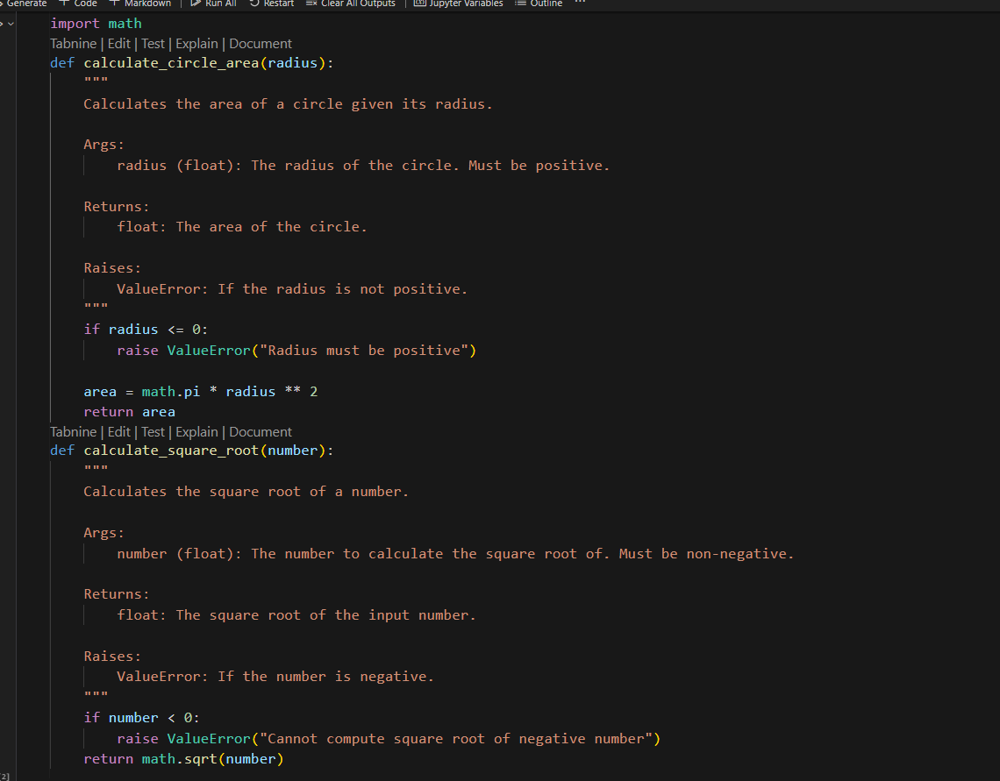 Generate + Code + Markdown | Run All Restart Clear All Outputs | Jupyter Variables Outline ...
import math
Tabnine | Edit | Test | Explain | Document
def calculate_circle_area(radius):
    """
    Calculates the area of a circle given its radius.

    Args:
        radius (float): The radius of the circle. Must be positive.

    Returns:
        float: The area of the circle.

    Raises:
        ValueError: If the radius is not positive.
    """
    if radius <= 0:
        raise ValueError("Radius must be positive")

    area = math.pi * radius ** 2
    return area
Tabnine | Edit | Test | Explain | Document
def calculate_square_root(number):
    """
    Calculates the square root of a number.

    Args:
        number (float): The number to calculate the square root of. Must be non-negative.

    Returns:
        float: The square root of the input number.

    Raises:
        ValueError: If the number is negative.
    """
    if number < 0:
        raise ValueError("Cannot compute square root of negative number")
    return math.sqrt(number)
2]